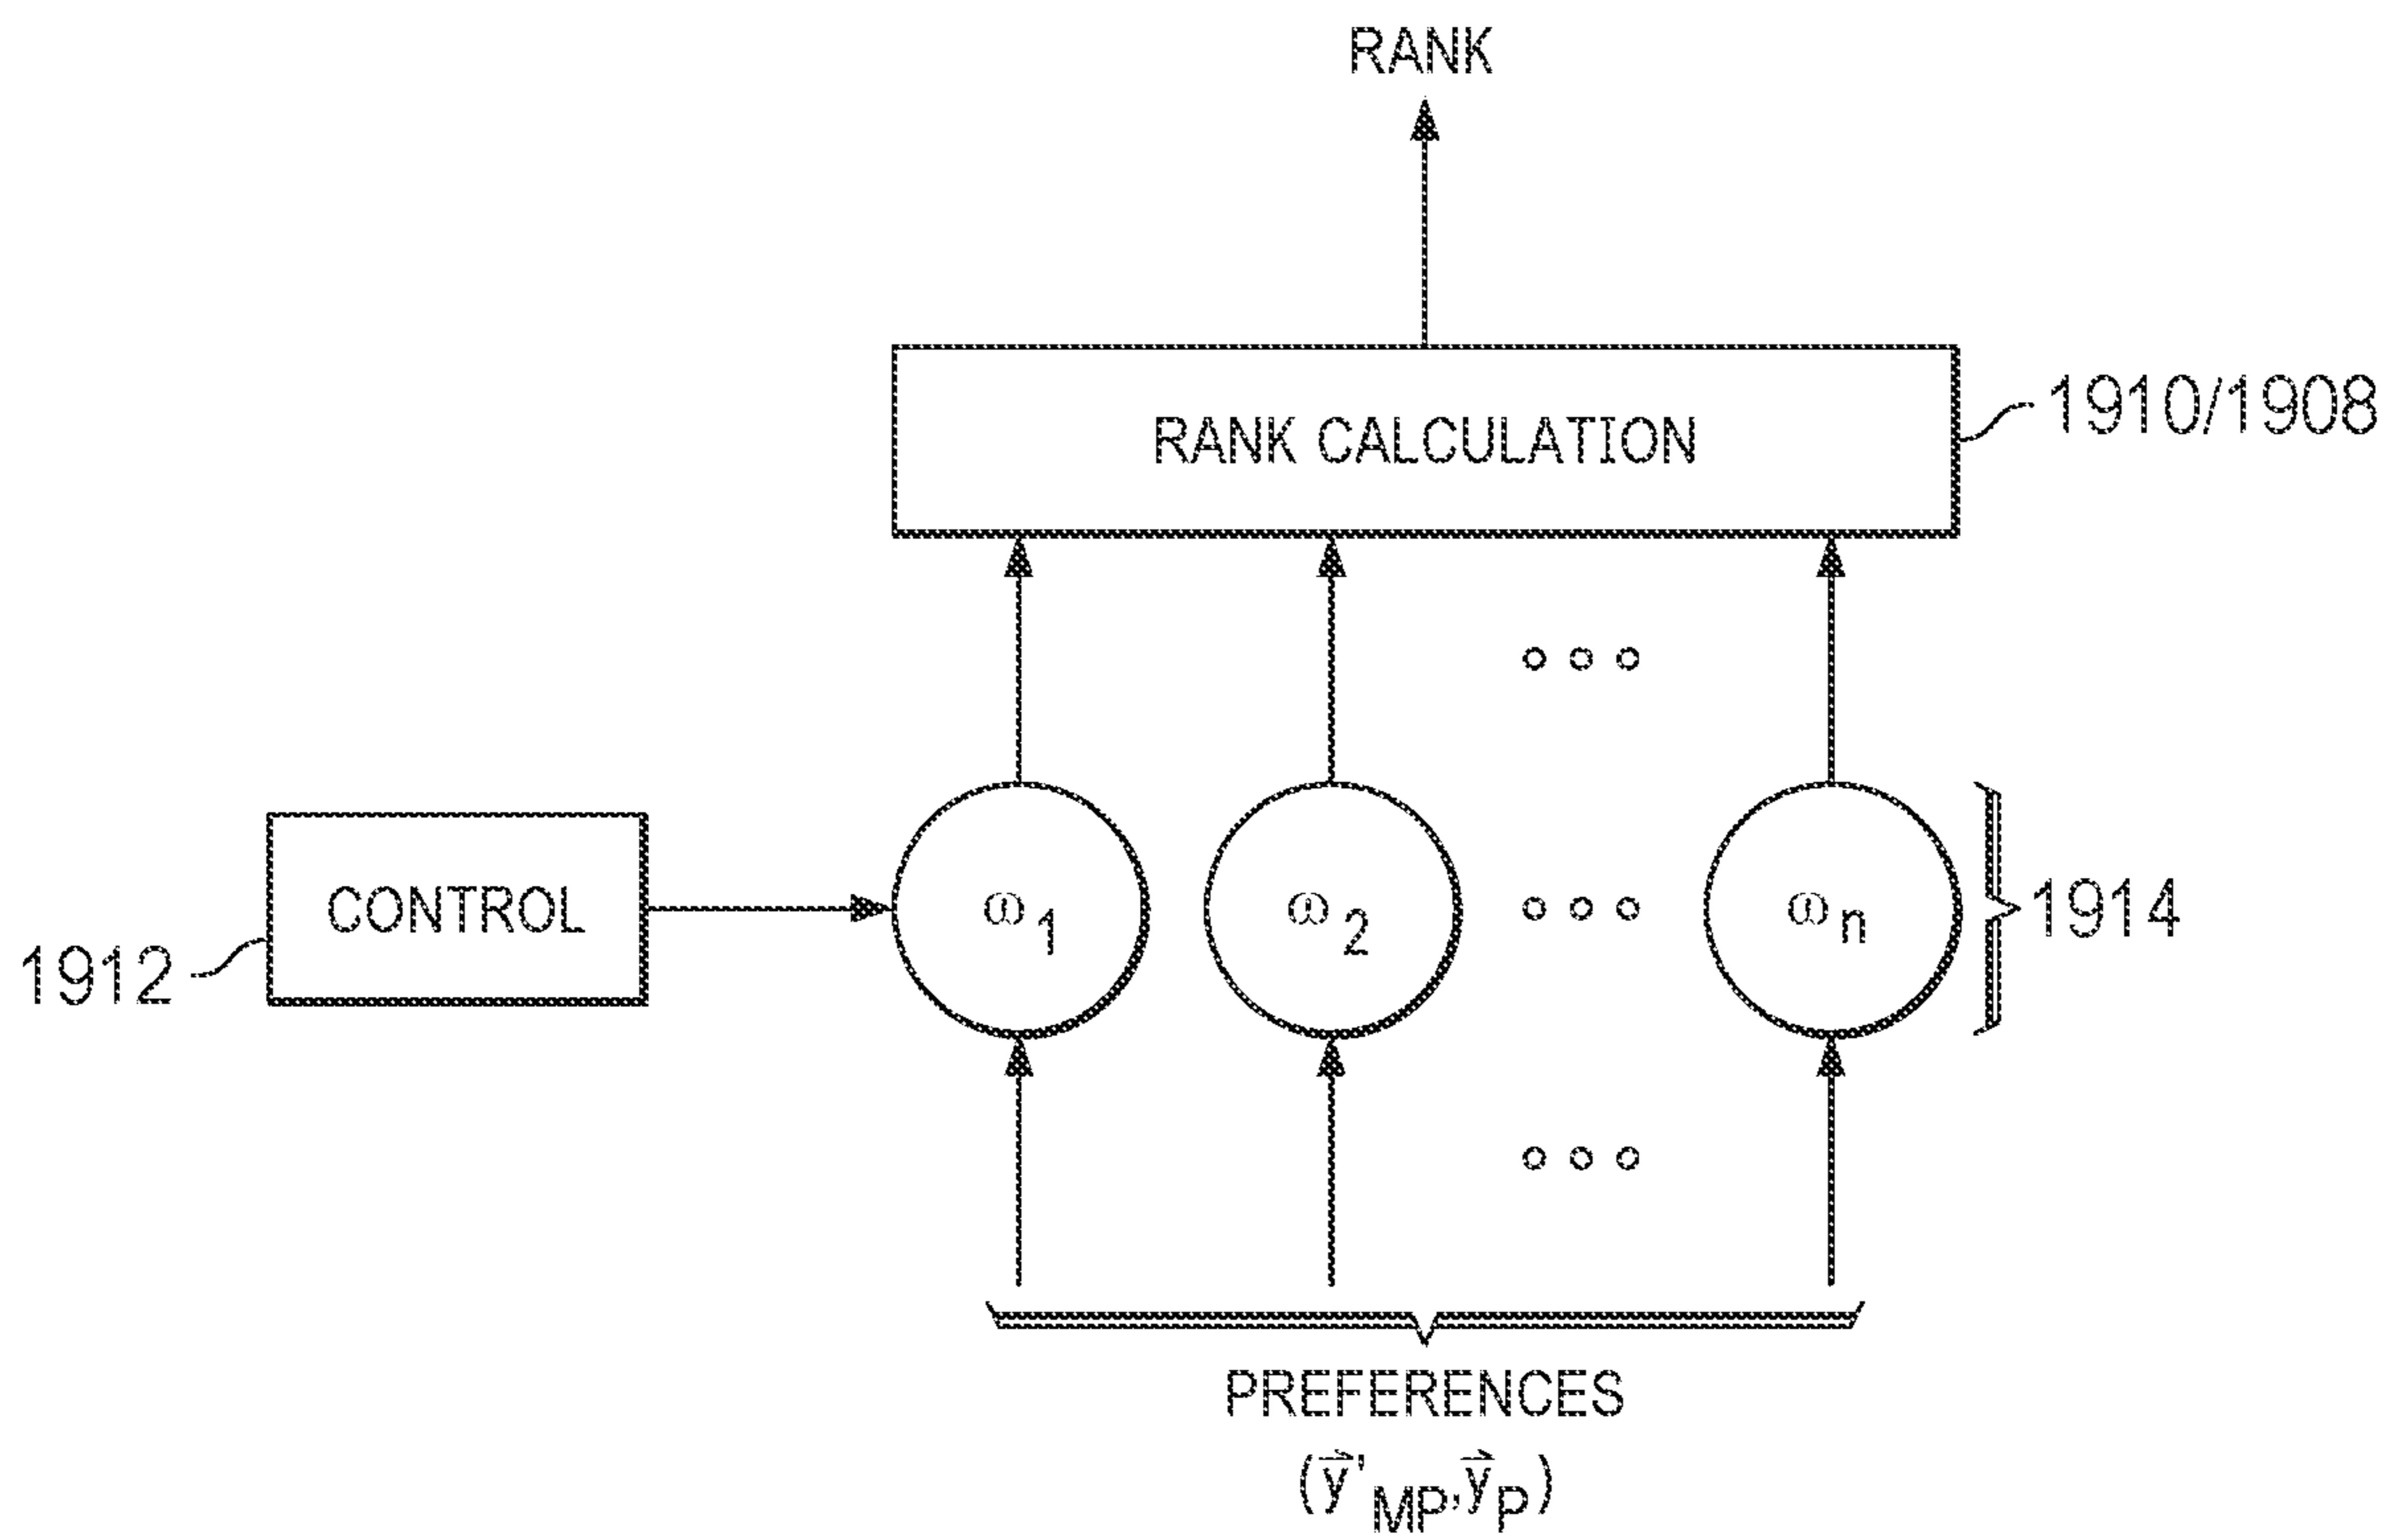 RANK
RANK CALCULATION
1910/1908
CONTROL
1912
ω1
ω2
ωn
1914
PREFERENCES
(y⃗'MP,y⃗P)